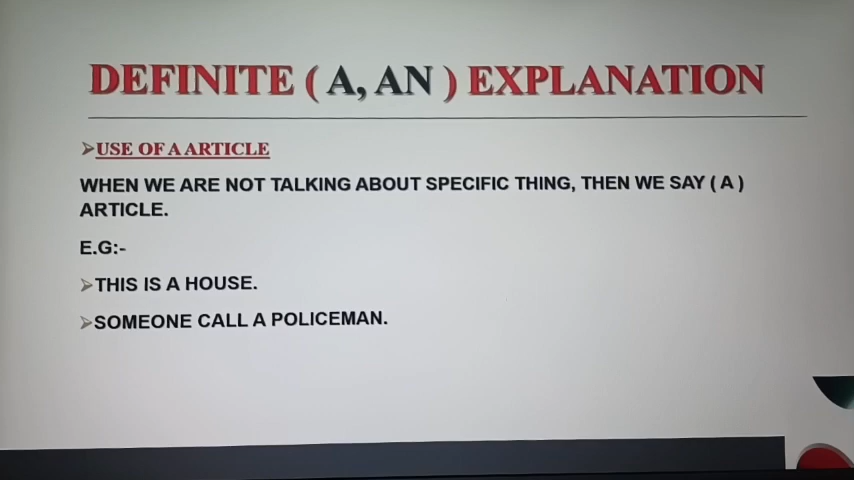 DEFINITE ( A, AN ) EXPLANATION
USE OF A ARTICLE
WHEN WE ARE NOT TALKING ABOUT SPECIFIC THING, THEN WE SAY ( A )
ARTICLE.
E.G:-
THIS IS A HOUSE.
SOMEONE CALL A POLICEMAN.